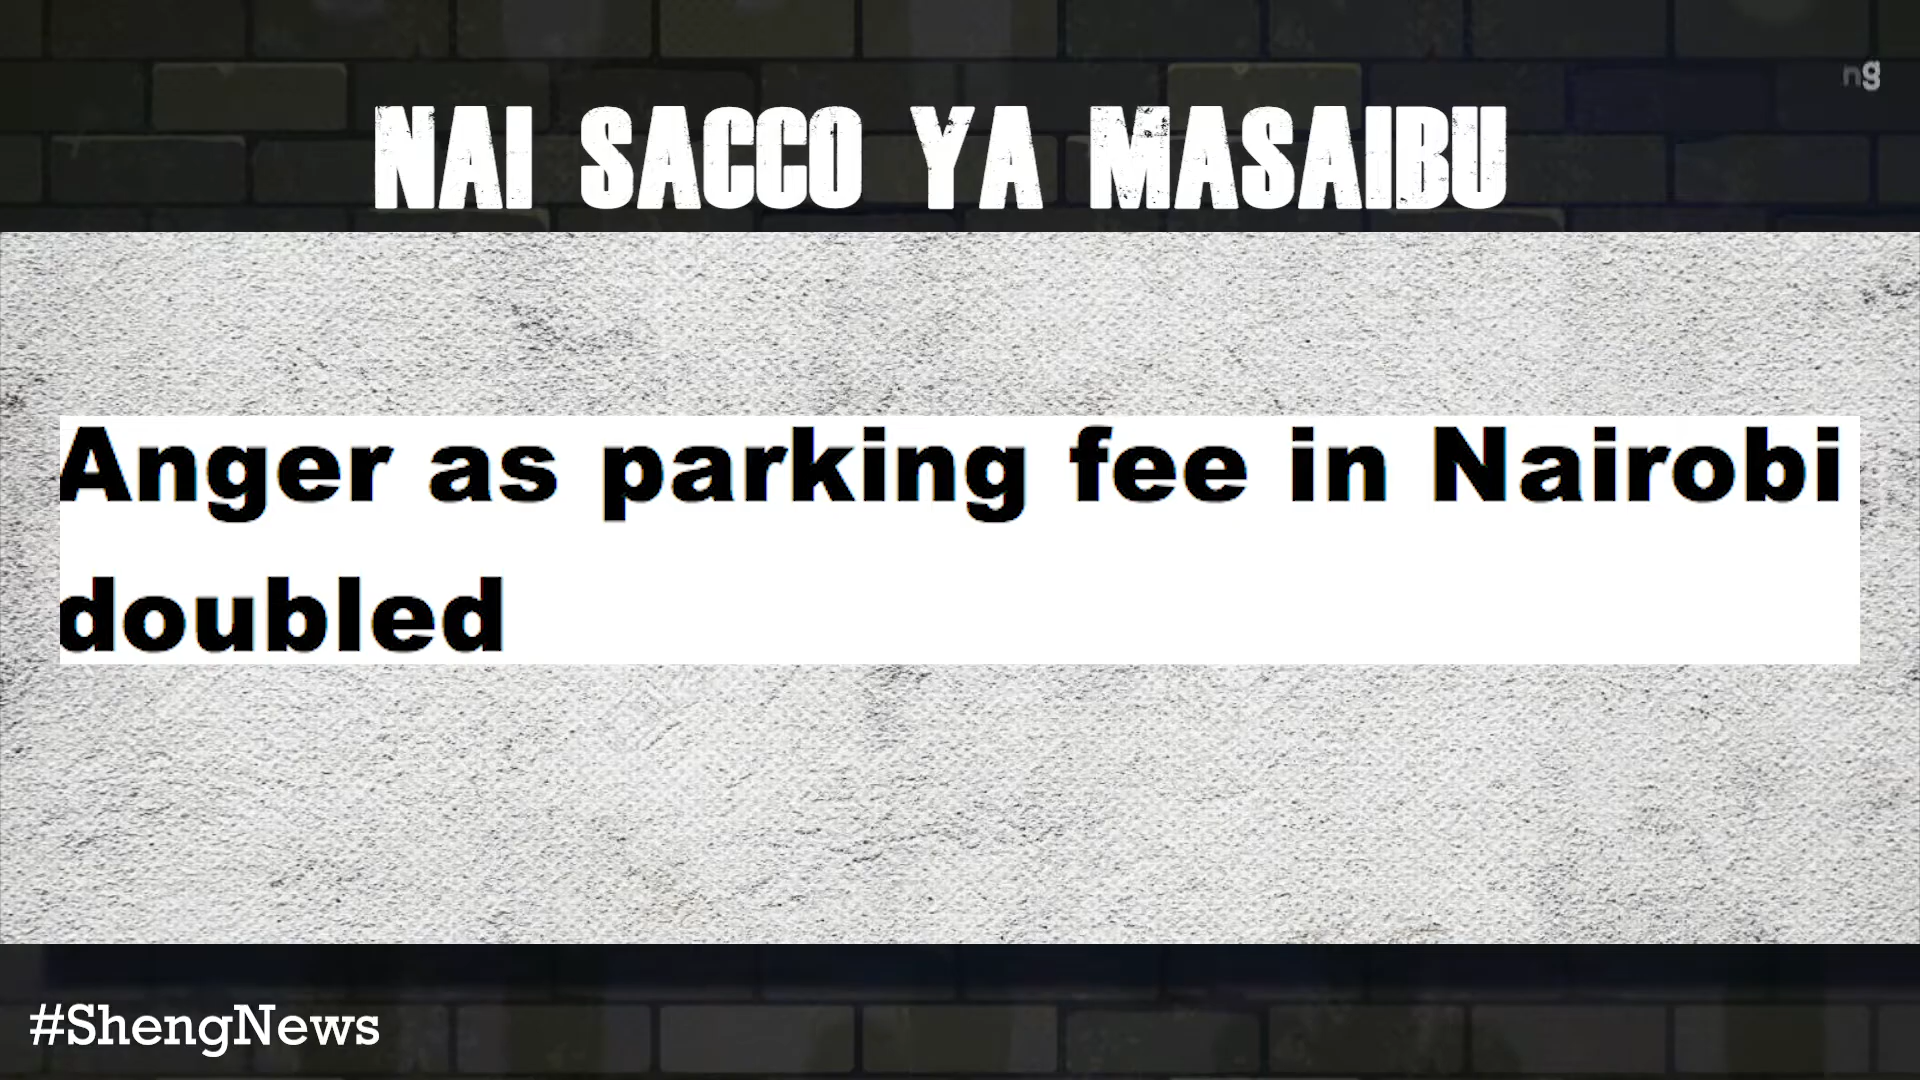 NAI SACCO YA MASAIBU
Anger as parking fee in Nairobi
doubled
#ShengNews